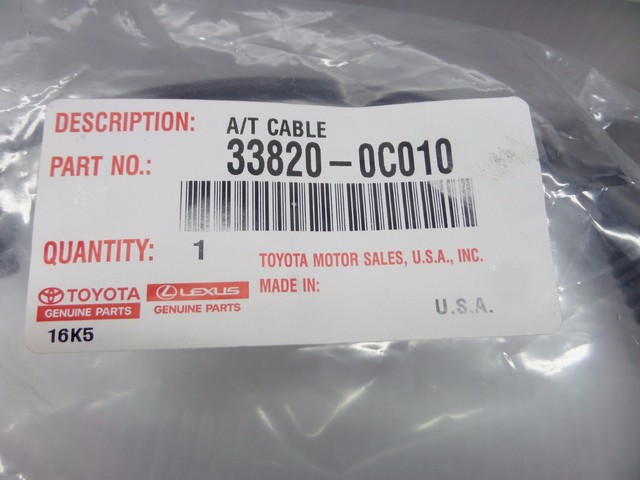 DESCRIPTION: A/T CABLE
PART NO.: 33820-0C010
QUANTITY: 1
TOYOTA MOTOR SALES, U.S.A., INC.
MADE IN:
U.S.A.
TOYOTA
GENUINE PARTS
LEXUS
GENUINE PARTS
16K5